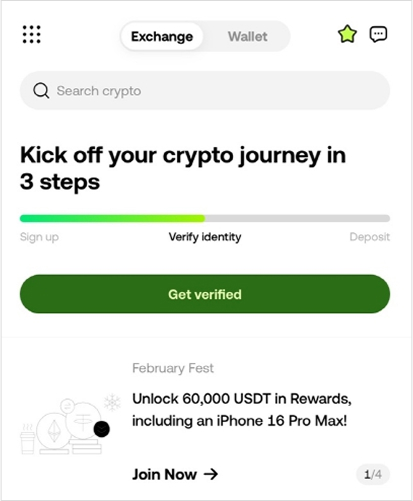 Exchange Wallet
Search crypto
Kick off your crypto journey in
3 steps
Sign up Verify identity Deposit
Get verified
February Fest
Unlock 60,000 USDT in Rewards,
including an iPhone 16 Pro Max!
Join Now →
1/4